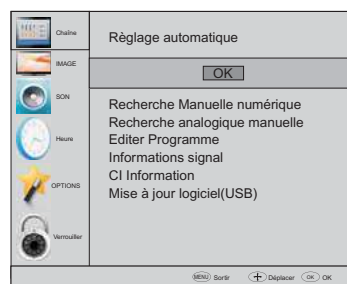 Chaîne
IMAGE
SON
Heure
OPTIONS
Verrouiller
Règlage automatique
OK
Recherche Manuelle numérique
Recherche analogique manuelle
Editer Programme
Informations signal
CI Information
Mise à jour logiciel(USB)
MENU Sortir Déplacer OK OK